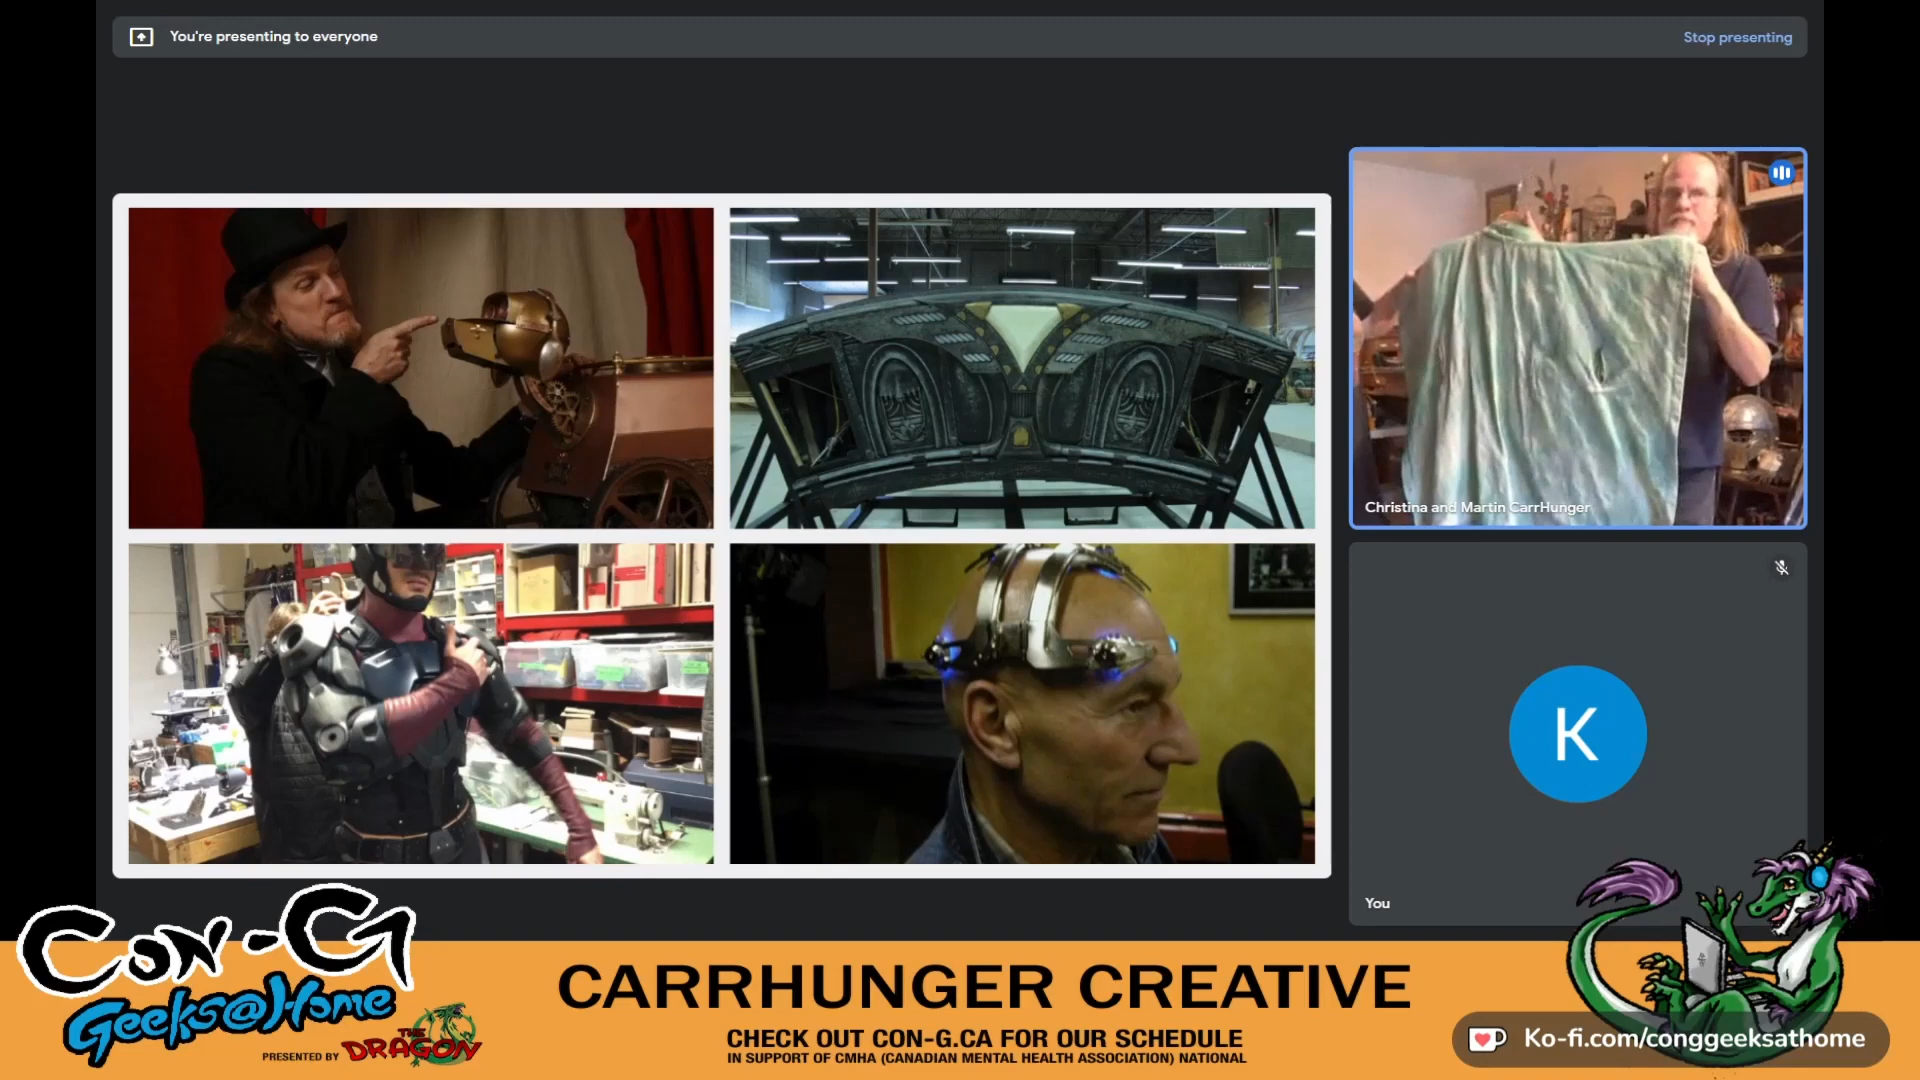 You're presenting to everyone
Stop presenting
Christina and Martin CarrHunger
K
You
CON-G
Geeks@Home
PRESENTED BY THE DRAGON
CARRHUNGER CREATIVE
CHECK OUT CON-G.CA FOR OUR SCHEDULE
IN SUPPORT OF CMHA (CANADIAN MENTAL HEALTH ASSOCIATION) NATIONAL
Ko-fi.com/conggeeksathome